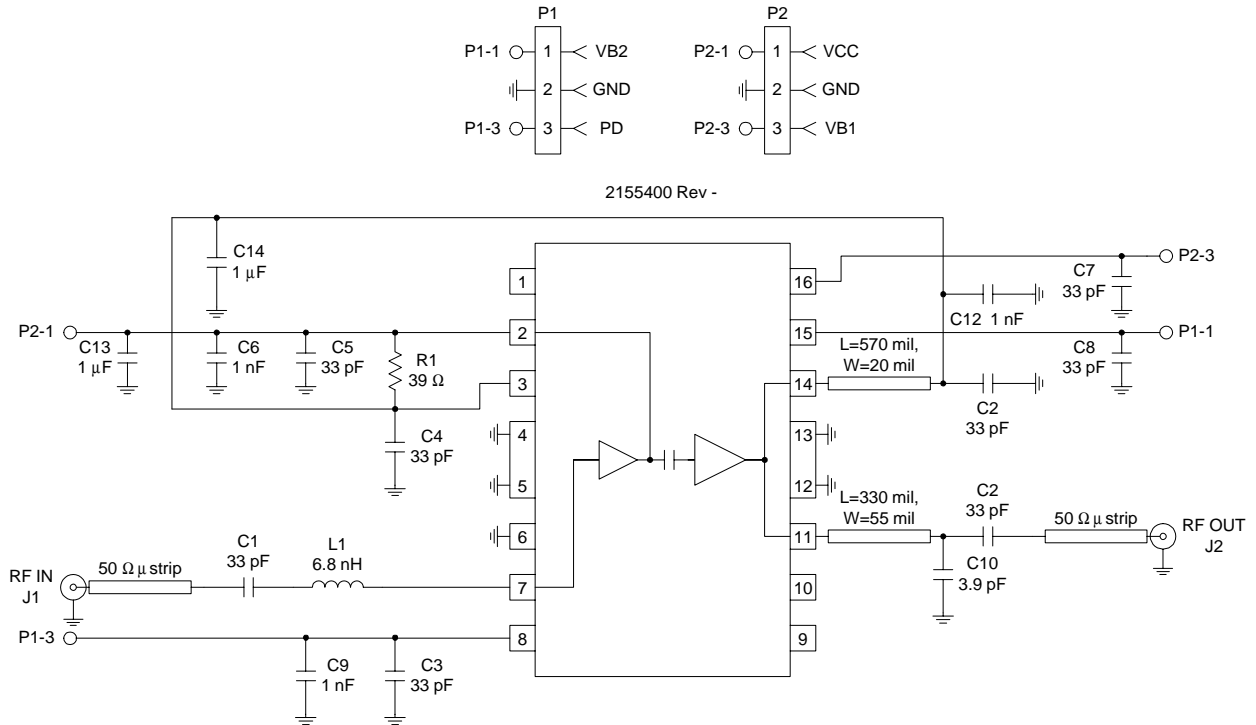 P1
P2
P1-1 1 VB2
P2-1 1 VCC
2 GND
2 GND
P1-3 3 PD
P2-3 3 VB1
2155400 Rev -
C14
1 µF
1
16
P2-3
C7
33 pF
C12 1 nF
P2-1
C13
1 µF
C6
1 nF
C5
33 pF
R1
39 Ω
2
15
P1-1
C8
33 pF
L=570 mil,
W=20 mil
3
14
C2
33 pF
C4
33 pF
4
13
5
12
L=330 mil,
W=55 mil
C2
33 pF
50 Ω µ strip
RF OUT
J2
6
11
C10
3.9 pF
RF IN
J1
50 Ω µ strip
C1
33 pF
L1
6.8 nH
7
10
P1-3
8
9
C9
1 nF
C3
33 pF